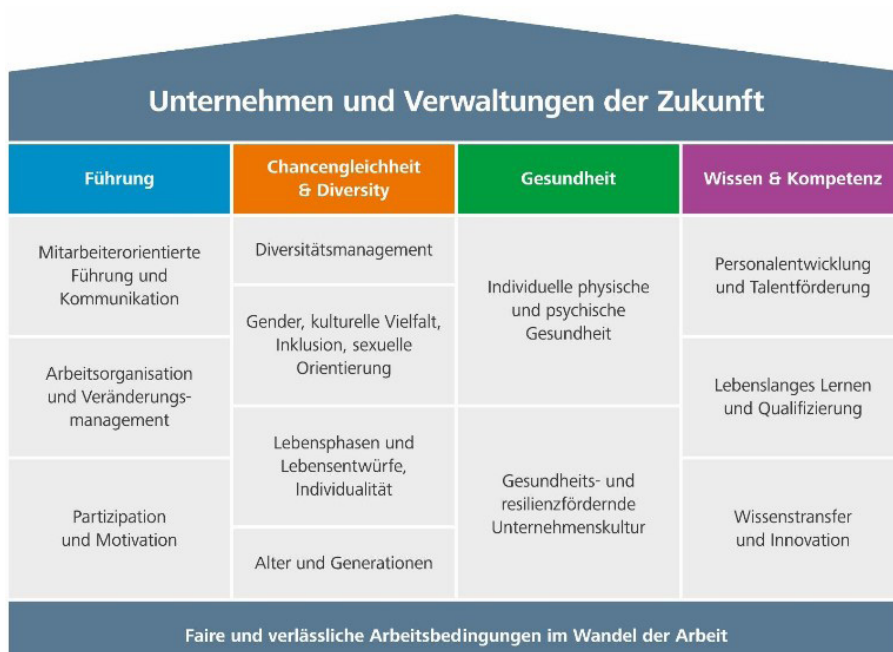 Unternehmen und Verwaltungen der Zukunft
Führung
Chancengleichheit
& Diversity
Gesundheit
Wissen & Kompetenz
Mitarbeiterorientierte
Führung und
Kommunikation
Arbeitsorganisation
und Veränderungs-
management
Partizipation
und Motivation
Diversitätsmanagement
Gender, kulturelle Vielfalt,
Inklusion, sexuelle
Orientierung
Lebensphasen und
Lebensentwürfe,
Individualität
Alter und Generationen
Individuelle physische
und psychische
Gesundheit
Gesundheits- und
resilienzfördernde
Unternehmenskultur
Personalentwicklung
und Talentförderung
Lebenslanges Lernen
und Qualifizierung
Wissenstransfer
und Innovation
Faire und verlässliche Arbeitsbedingungen im Wandel der Arbeit